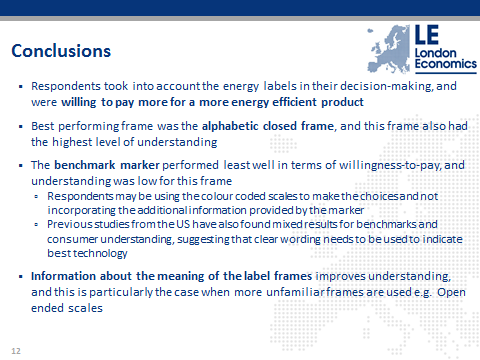 Conclusions
LE
London
Economics
▪ Respondents took into account the energy labels in their decision-making, and
were willing to pay more for a more energy efficient product
▪ Best performing frame was the alphabetic closed frame, and this frame also had
the highest level of understanding
▪ The benchmark marker performed least well in terms of willingness-to-pay, and
understanding was low for this frame
▫ Respondents may be using the colour coded scales to make the choices and not
incorporating the additional information provided by the marker
▫ Previous studies from the US have also found mixed results for benchmarks and
consumer understanding, suggesting that clear wording needs to be used to indicate
best technology
▪ Information about the meaning of the label frames improves understanding,
and this is particularly the case when more unfamiliar frames are used e.g. Open
ended scales
12